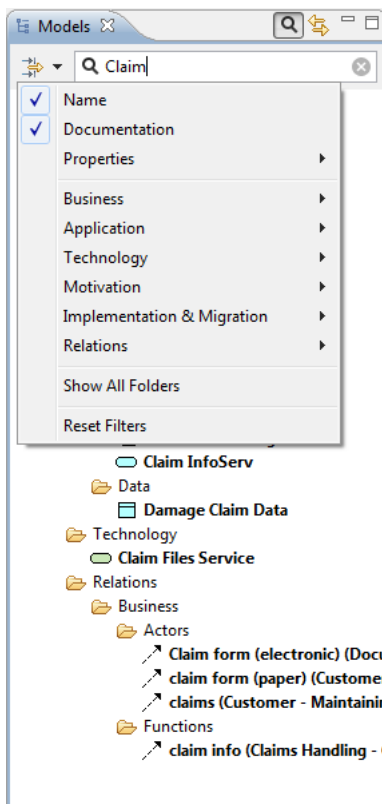 Models
Claim
Name
Documentation
Properties
Business
Application
Technology
Motivation
Implementation & Migration
Relations
Show All Folders
Reset Filters
Claim InfoServ
Data
Damage Claim Data
Technology
Claim Files Service
Relations
Business
Actors
Claim form (electronic) (Docu
claim form (paper) (Custome
claims (Customer - Maintainin
Functions
claim info (Claims Handling -